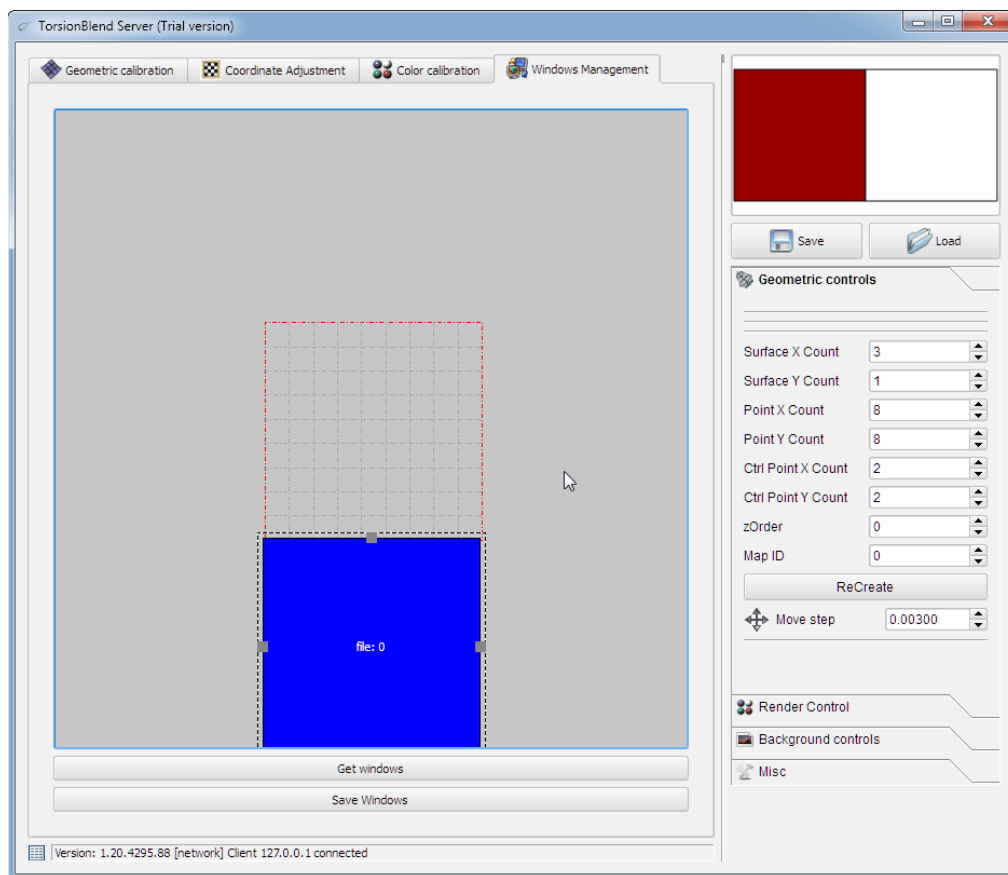 TorsionBlend Server (Trial version)
Geometric calibration
Coordinate Adjustment
Color calibration
Windows Management
Save
Load
Geometric controls
Surface X Count 3
Surface Y Count 1
Point X Count 8
Point Y Count 8
Ctrl Point X Count 2
Ctrl Point Y Count 2
zOrder 0
Map ID 0
ReCreate
Move step 0.00300
file: 0
Render Control
Background controls
Misc
Get windows
Save Windows
Version: 1.20.4295.88 [network] Client 127.0.0.1 connected